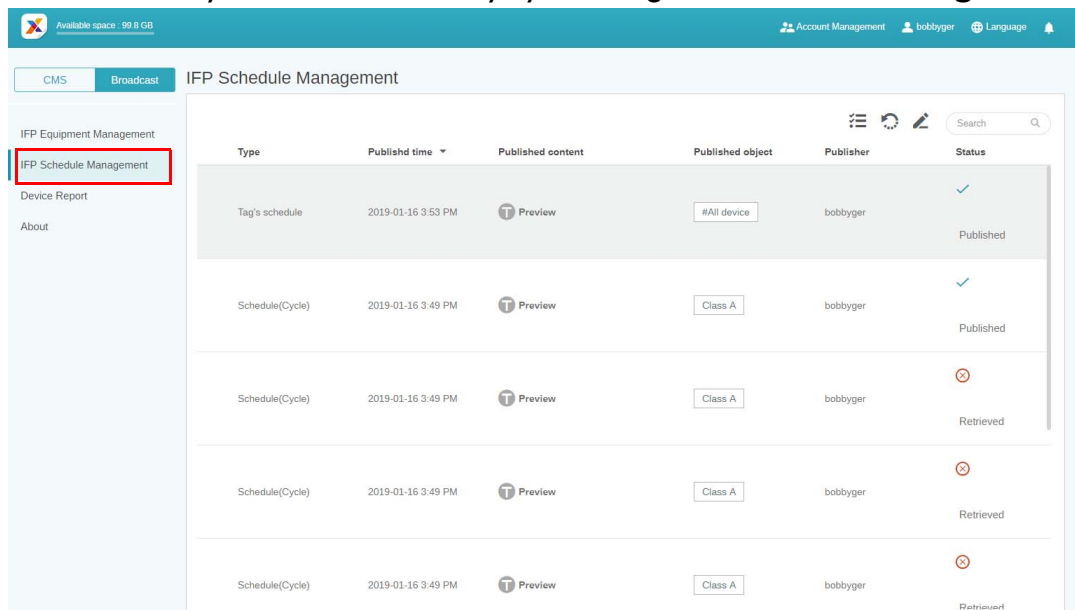 Available space : 99.8 GB
Account Management bobbyger Language
CMS Broadcast
IFP Schedule Management
IFP Equipment Management
IFP Schedule Management
Device Report
About
Search
Type Publishd time Published content Published object Publisher Status
Tag's schedule 2019-01-16 3:53 PM T Preview #All device bobbyger Published
Schedule(Cycle) 2019-01-16 3:49 PM T Preview Class A bobbyger Published
Schedule(Cycle) 2019-01-16 3:49 PM T Preview Class A bobbyger Retrieved
Schedule(Cycle) 2019-01-16 3:49 PM T Preview Class A bobbyger Retrieved
Schedule(Cycle) 2019-01-16 3:49 PM T Preview Class A bobbyger Retrieved